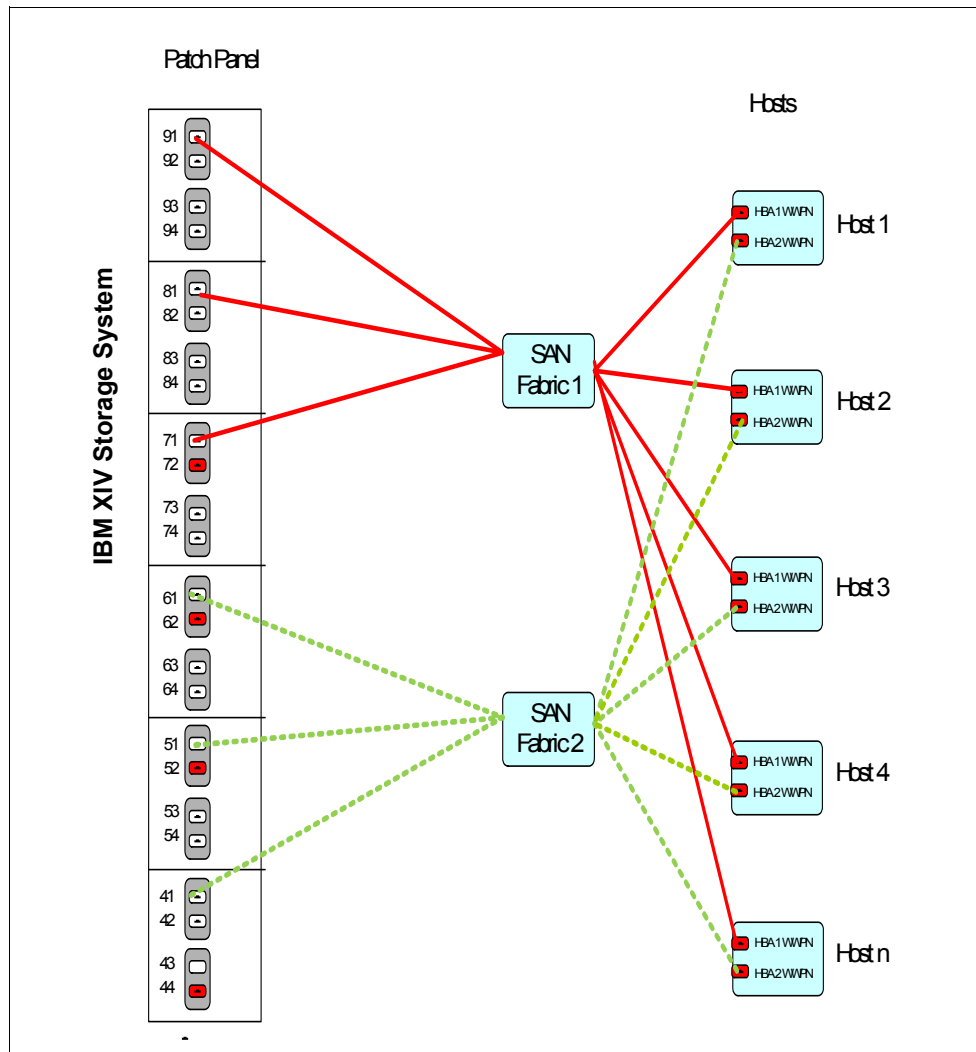 Patch Panel
Hosts
IBM XIV Storage System
91
92
93
94
81
82
83
84
71
72
73
74
61
62
63
64
51
52
53
54
41
42
43
44
SAN
Fabric 1
SAN
Fabric 2
HBA1 WWPN
HBA2 WWPN
Host 1
HBA1 WWPN
HBA2 WWPN
Host 2
HBA1 WWPN
HBA2 WWPN
Host 3
HBA1 WWPN
HBA2 WWPN
Host 4
HBA1 WWPN
HBA2 WWPN
Host n